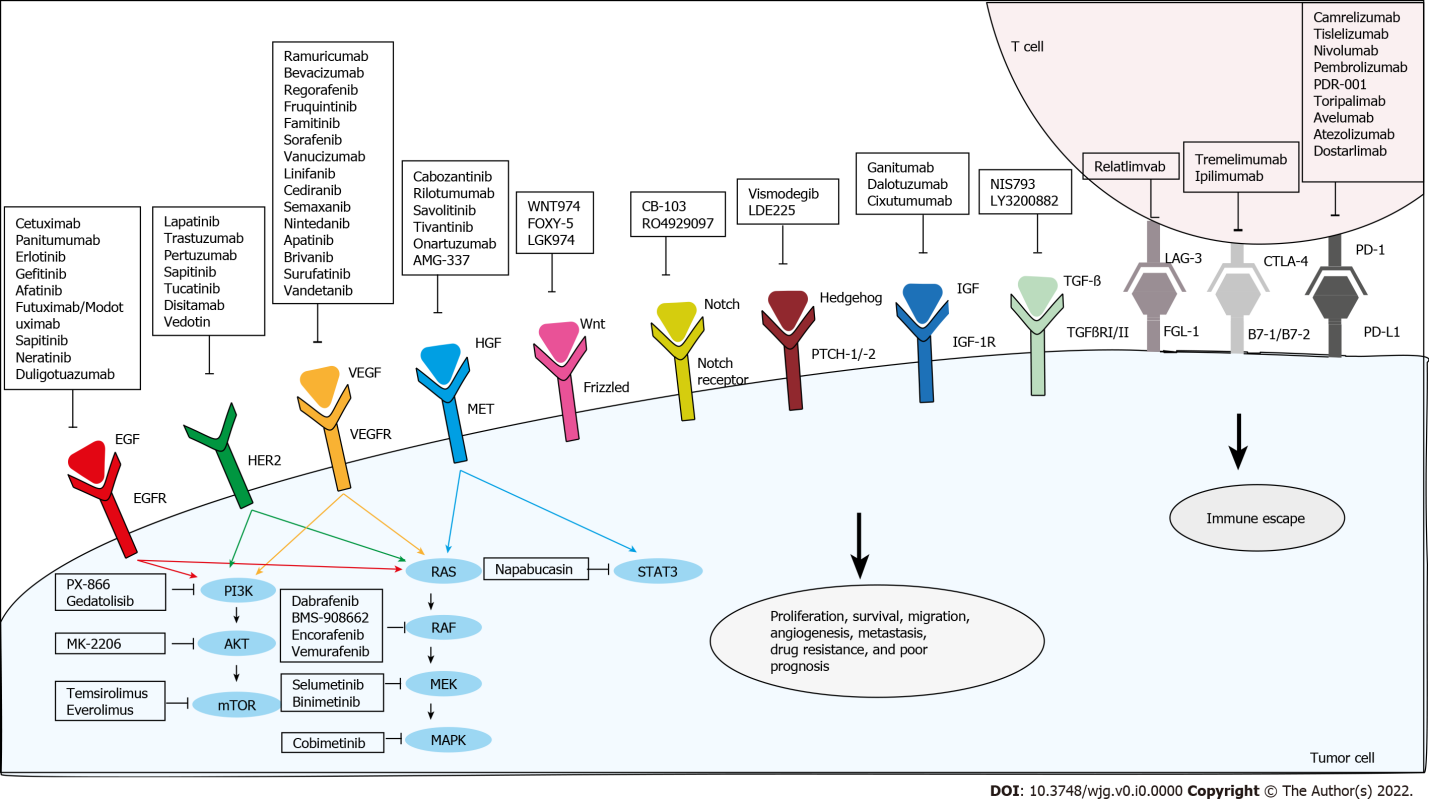 Camrelizumab
Tislelizumab
Nivolumab
Pembrolizumab
PDR-001
Toripalimab
Avelumab
Atezolizumab
Dostarlimab
T cell
Ramuricumab
Bevacizumab
Regorafenib
Fruquintinib
Famitinib
Sorafenib
Vanucizumab
Linifanib
Cediranib
Semaxanib
Nintedanib
Apatinib
Brivanib
Surufatinib
Vandetanib
Relatlimvab
Tremelimumab
Ipilimumab
Cabozantinib
Rilotumumab
Savolitinib
Tivantinib
Onartuzumab
AMG-337
WNT974
FOXY-5
LGK974
CB-103
RO4929097
Vismodegib
LDE225
Ganitumab
Dalotuzumab
Cixutumumab
NIS793
LY3200882
Cetuximab
Panitumumab
Erlotinib
Gefitinib
Afatinib
Futuximab/Modot
uximab
Sapitinib
Neratinib
Duligotuazumab
Lapatinib
Trastuzumab
Pertuzumab
Sapitinib
Tucatinib
Disitamab
Vedotin
EGF
EGFR
HER2
VEGF
VEGFR
HGF
MET
Wnt
Frizzled
Notch
Notch
receptor
Hedgehog
PTCH-1/-2
IGF
IGF-1R
TGF-ß
TGFßRI/II
LAG-3
FGL-1
CTLA-4
B7-1/B7-2
PD-1
PD-L1
Immune escape
PX-866
Gedatolisib
PI3K
MK-2206
AKT
Temsirolimus
Everolimus
mTOR
RAS
Napabucasin
STAT3
Dabrafenib
BMS-908662
Encorafenib
Vemurafenib
RAF
Selumetinib
Binimetinib
MEK
Cobimetinib
MAPK
Proliferation, survival, migration,
angiogenesis, metastasis,
drug resistance, and poor
prognosis
Tumor cell
DOI: 10.3748/wjg.v0.i0.0000 Copyright © The Author(s) 2022.